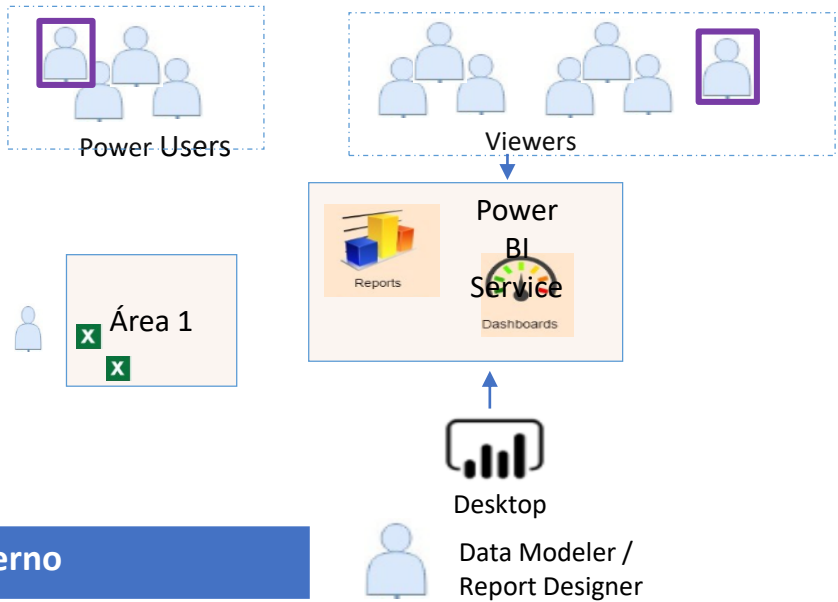 Power Users
Viewers
Power
BI
Service
Reports
Dashboards
Área 1
X
X
Desktop
Data Modeler /
Report Designer
erno